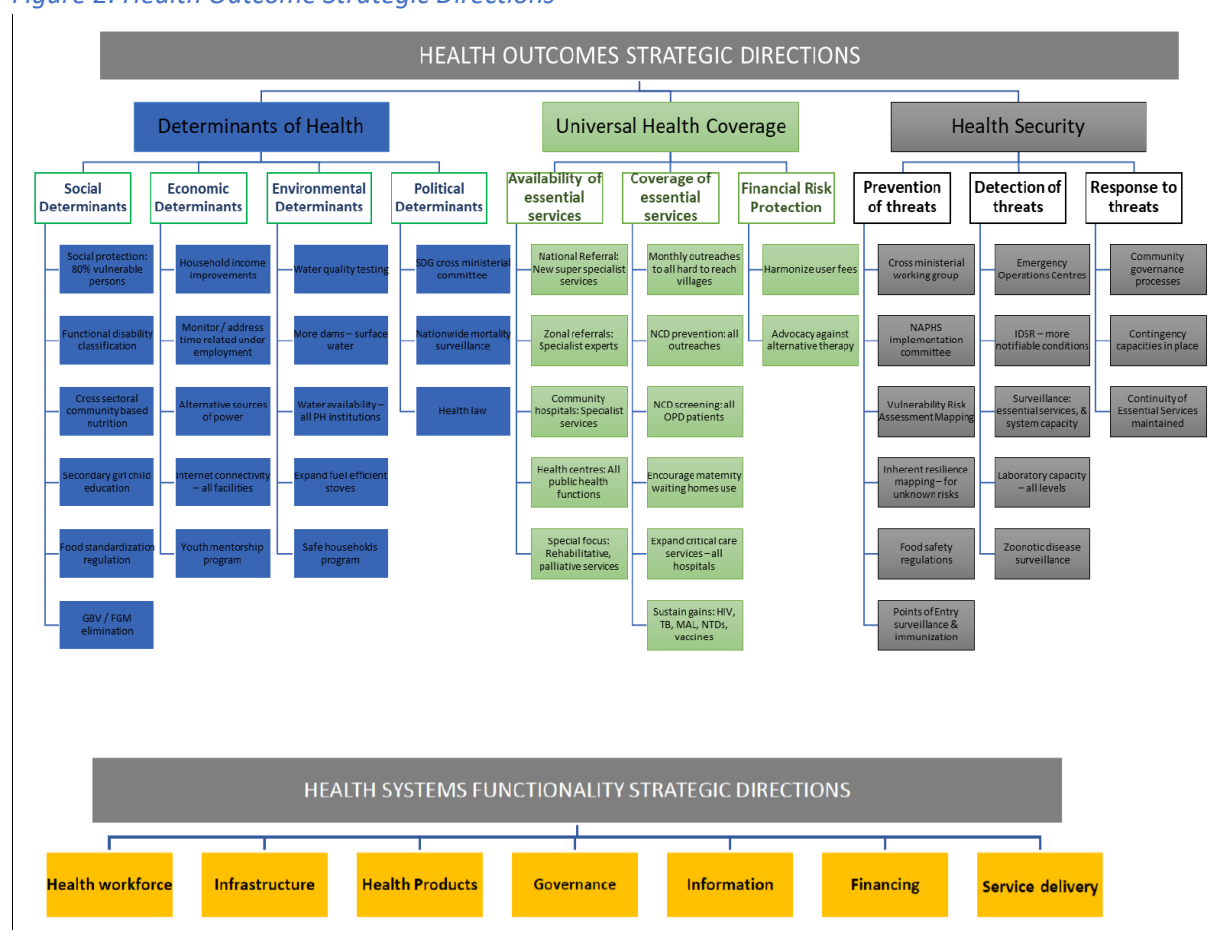 Figure 2: Health Outcome Strategic Directions
HEALTH OUTCOMES STRATEGIC DIRECTIONS
Determinants of Health
Universal Health Coverage
Health Security
Social
Determinants
Economic
Determinants
Environmental
Determinants
Political
Determinants
Availability of
essential
services
Coverage of
essential
services
Financial Risk
Protection
Prevention
of threats
Detection of
threats
Response to
threats
Social protection:
80% vulnerable
persons
Functional disability
classification
Cross sectoral
community based
nutrition
Secondary girl child
education
Food standardization
regulation
GBV / FGM
elimination
Household income
improvements
Monitor / address
time related under
employment
Alternative sources
of power
Internet connectivity
– all facilities
Youth mentorship
program
Water quality testing
More dams – surface
water
Water availability –
all PH institutions
Expand fuel efficient
stoves
Safe households
program
SDG cross ministerial
committee
Nationwide mortality
surveillance
Health law
National Referral:
New super specialist
services
Zonal referrals:
Specialist experts
Community
hospitals: Specialist
services
Health centres: All
public health
functions
Special focus:
Rehabilitative,
palliative services
Monthly outreaches
to all hard to reach
villages
NCD prevention: all
outreaches
NCD screening: all
OPD patients
Encourage maternity
waiting homes use
Expand critical care
services – all
hospitals
Sustain gains: HIV,
TB, MAL, NTDs,
vaccines
Harmonize user fees
Advocacy against
alternative therapy
Cross ministerial
working group
NAPHS
implementation
committee
Vulnerability Risk
Assessment Mapping
Inherent resilience
mapping – for
unknown risks
Food safety
regulations
Points of Entry
surveillance &
immunization
Emergency
Operations Centres
IDSR – more
notifiable conditions
Surveillance:
essential services, &
system capacity
Laboratory capacity
– all levels
Zoonotic disease
surveillance
Community
governance
processes
Contingency
capacities in place
Continuity of
Essential Services
maintained
HEALTH SYSTEMS FUNCTIONALITY STRATEGIC DIRECTIONS
Health workforce
Infrastructure
Health Products
Governance
Information
Financing
Service delivery